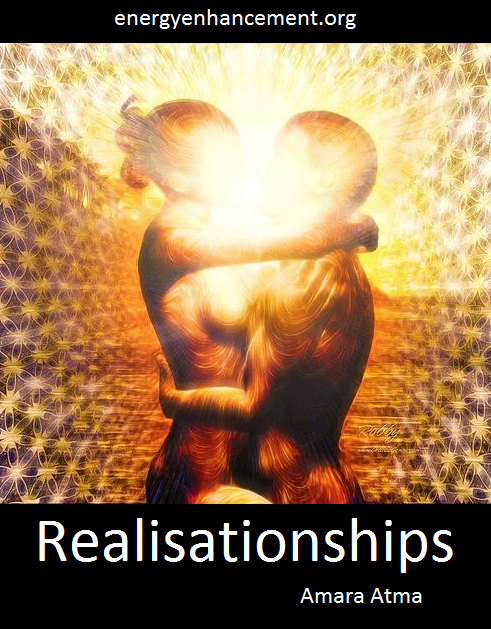 energyenhancement.org
Realisationships
Amara Atma